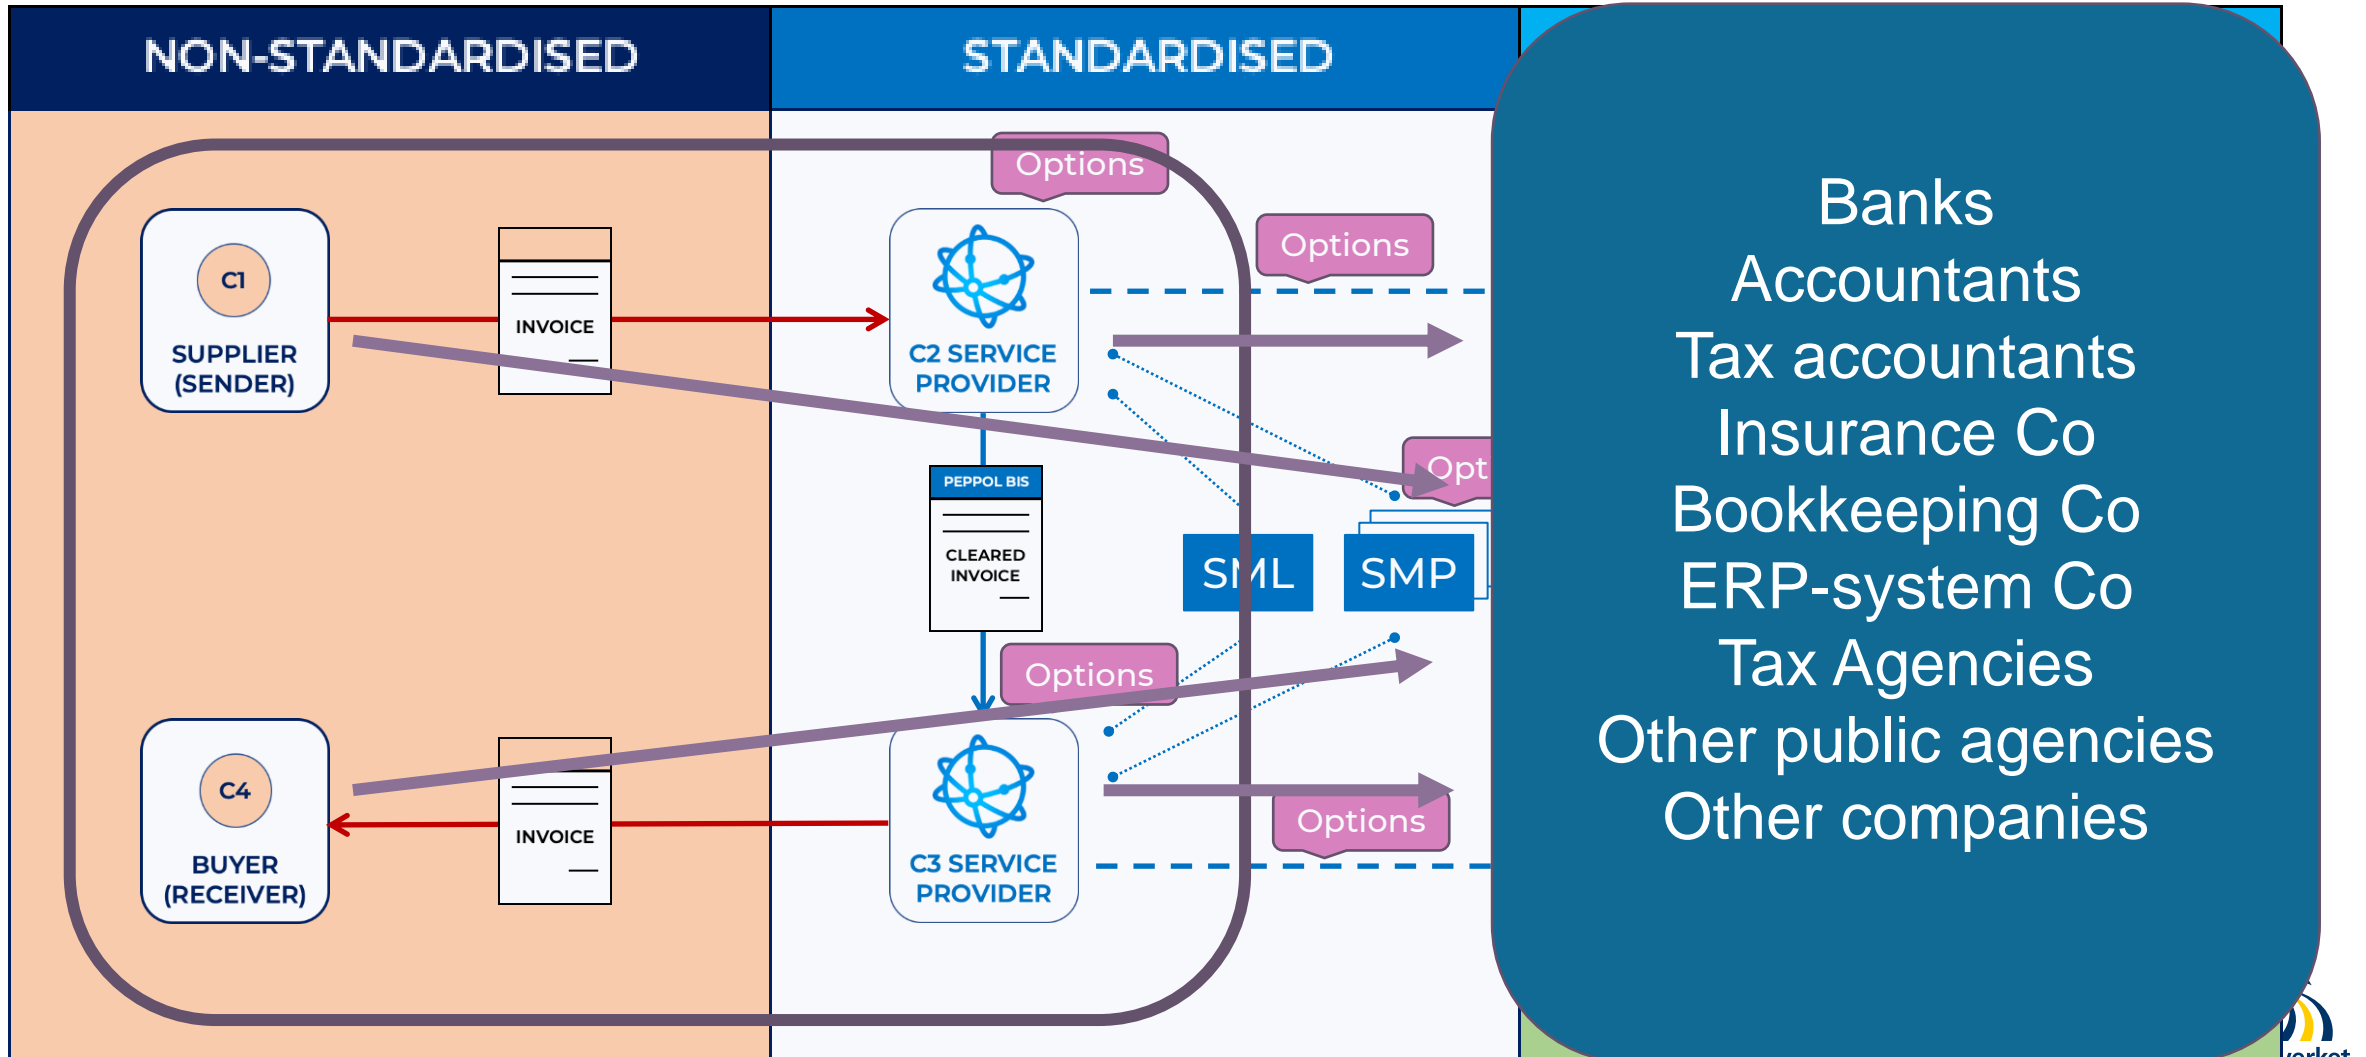 NON-STANDARDISED
STANDARDISED
Options
Options
Banks
Accountants
Tax accountants
Insurance Co
Bookkeeping Co
ERP-system Co
Tax Agencies
Other public agencies
Other companies
C1
SUPPLIER
(SENDER)
INVOICE
C2 SERVICE
PROVIDER
PEPPOL BIS
CLEARED
INVOICE
Opt
SML
SMP
Options
C4
BUYER
(RECEIVER)
INVOICE
C3 SERVICE
PROVIDER
Options